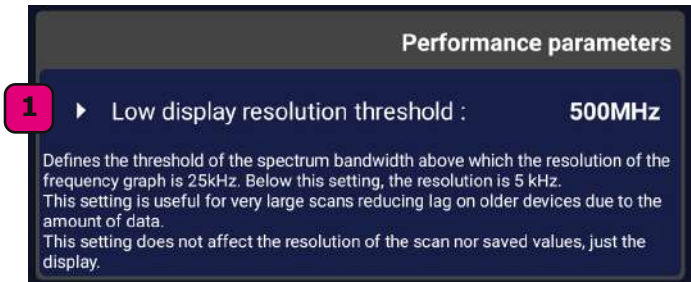 Performance parameters
1
Low display resolution threshold : 500MHz
Defines the threshold of the spectrum bandwidth above which the resolution of the
frequency graph is 25kHz. Below this setting, the resolution is 5 kHz.
This setting is useful for very large scans reducing lag on older devices due to the
amount of data.
This setting does not affect the resolution of the scan nor saved values, just the
display.